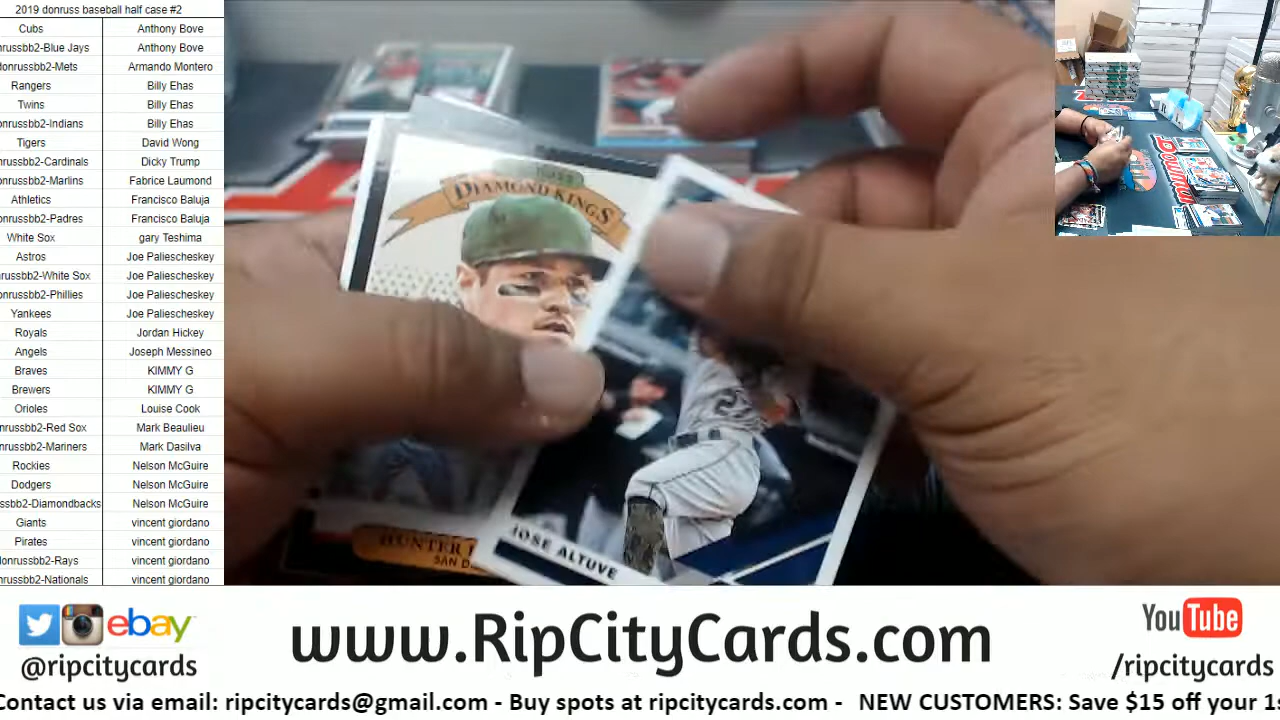 2019 donruss baseball half case #2
Cubs Anthony Bove
nrussbb2-Blue Jays Anthony Bove
donrussbb2-Mets Armando Montero
Rangers Billy Ehas
Twins Billy Ehas
onrussbb2-Indians Billy Ehas
Tigers David Wong
nrussbb2-Cardinals Dicky Trump
onrussbb2-Marlins Fabrice Laumond
Athletics Francisco Baluja
onrussbb2-Padres Francisco Baluja
White Sox gary Teshima
Astros Joe Paliescheskey
russbb2-White Sox Joe Paliescheskey
onrussbb2-Phillies Joe Paliescheskey
Yankees Joe Paliescheskey
Royals Jordan Hickey
Angels Joseph Messineo
Braves KIMMY G
Brewers KIMMY G
Orioles Louise Cook
nrussbb2-Red Sox Mark Beaulieu
nrussbb2-Mariners Mark Dasilva
Rockies Nelson McGuire
Dodgers Nelson McGuire
ssbb2-Diamondbacks Nelson McGuire
Giants vincent giordano
Pirates vincent giordano
donrussbb2-Rays vincent giordano
nrussbb2-Nationals vincent giordano
DIAMOND KINGS
HUNTER
SAN D
JOSE ALTUVE
ebay
@ripcitycards
www.RipCityCards.com
YouTube
/ripcitycards
Contact us via email: ripcitycards@gmail.com - Buy spots at ripcitycards.com - NEW CUSTOMERS: Save $15 off your 1s